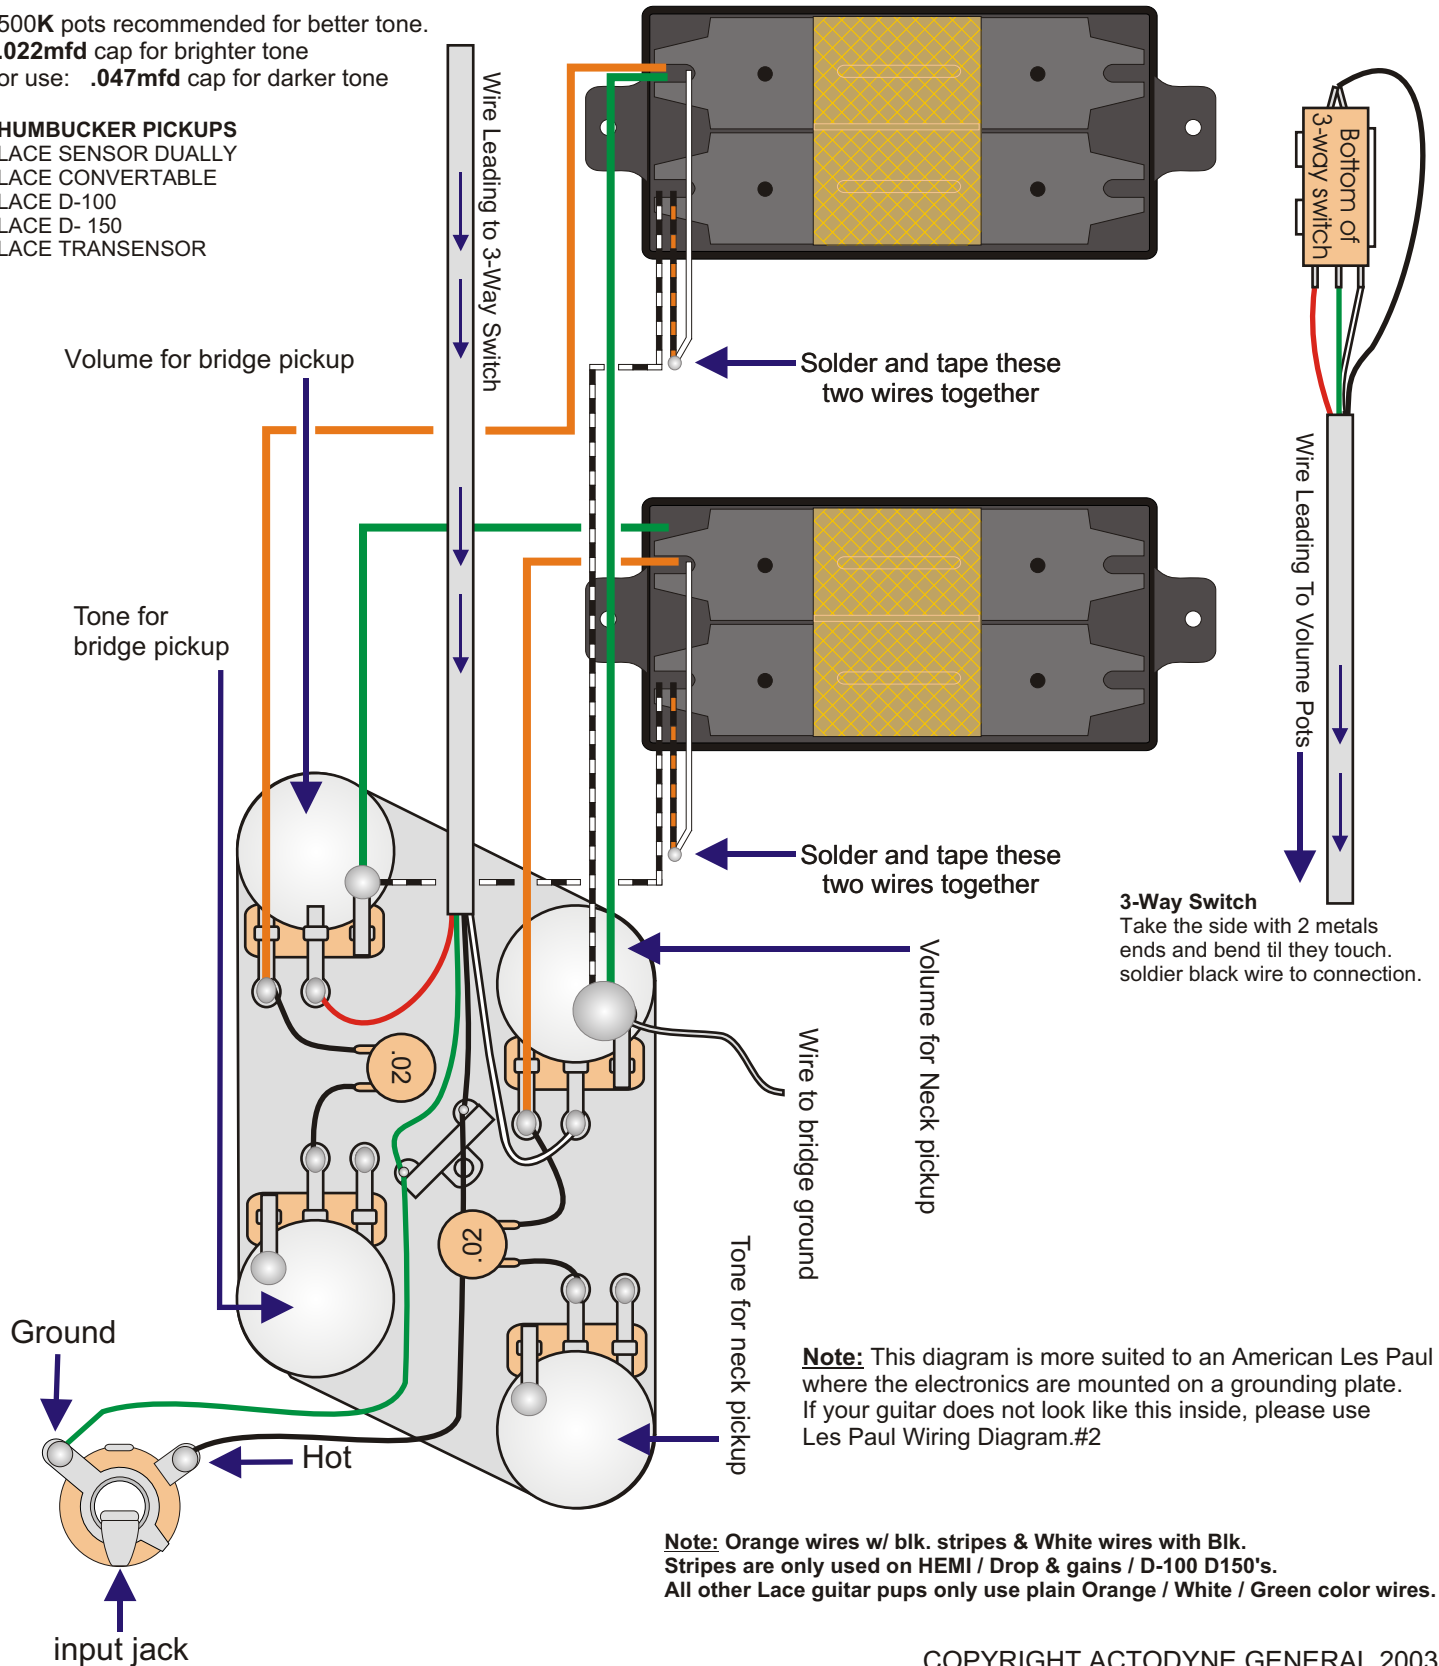 500K pots recommended for better tone.
.022mfd cap for brighter tone
or use: .047mfd cap for darker tone
HUMBUCKER PICKUPS
LACE SENSOR DUALLY
LACE CONVERTABLE
LACE D-100
LACE D- 150
LACE TRANSENSOR
Wire Leading to 3-Way Switch
Bottom of
3-way switch
Volume for bridge pickup
Solder and tape these
two wires together
Wire Leading To Volume Pots
Tone for
bridge pickup
Solder and tape these
two wires together
3-Way Switch
Take the side with 2 metals
ends and bend til they touch.
soldier black wire to connection.
Volume for Neck pickup
Wire to bridge ground
.02
.02
Tone for neck pickup
Ground
Hot
input jack
Note: This diagram is more suited to an American Les Paul
where the electronics are mounted on a grounding plate.
If your guitar does not look like this inside, please use
Les Paul Wiring Diagram.#2
Note: Orange wires w/ blk. stripes & White wires with Blk.
Stripes are only used on HEMI / Drop & gains / D-100 D150's.
All other Lace guitar pups only use plain Orange / White / Green color wires.
COPYRIGHT ACTODYNE GENERAL 2003